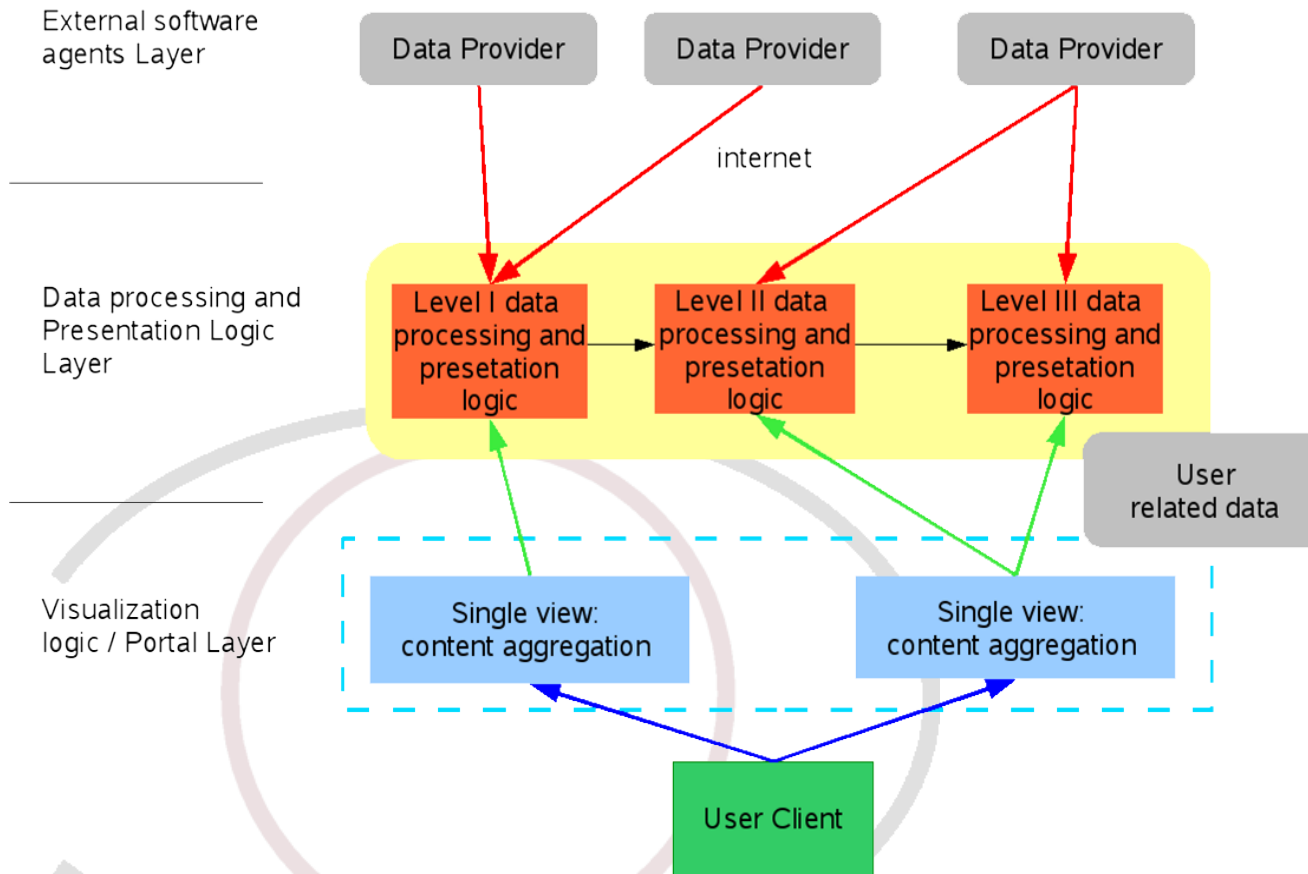 External software
agents Layer
Data Provider
Data Provider
Data Provider
internet
Data processing and
Presentation Logic
Layer
Level I data
processing and
presetation
logic
Level II data
processing and
presetation
logic
Level III data
processing and
presetation
logic
User
related data
Visualization
logic / Portal Layer
Single view:
content aggregation
Single view:
content aggregation
User Client